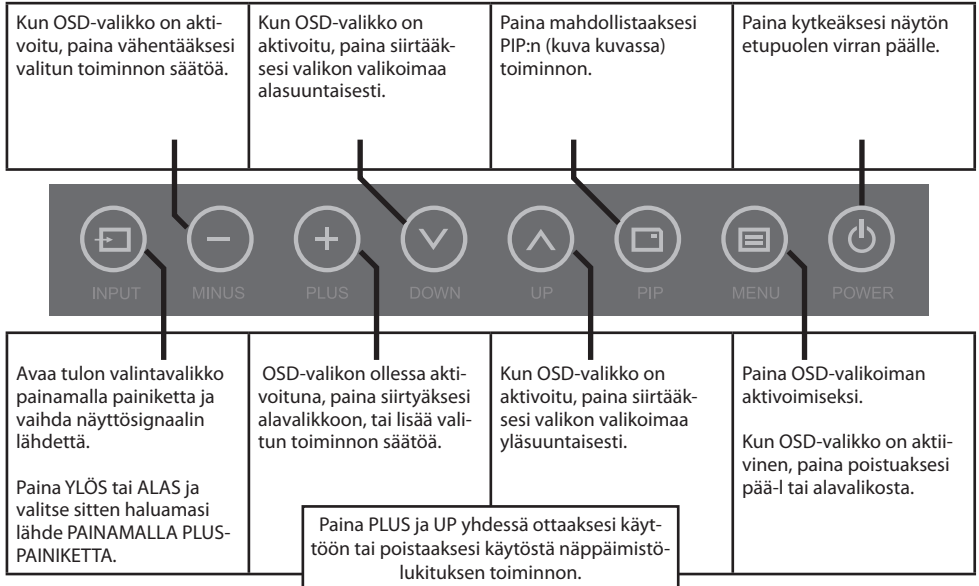 Kun OSD-valikko on akti-
voitu, paina vähentääksesi
valitun toiminnon säätöä.
Kun OSD-valikko on
aktivoitu, paina siirtääk-
sesi valikon valikoimaa
alasuuntaisesti.
Paina mahdollistaaksesi
PIP:n (kuva kuvassa)
toiminnon.
Paina kytkeäksesi näytön
etupuolen virran päälle.
INPUT
MINUS
PLUS
DOWN
UP
PIP
MENU
POWER
Avaa tulon valintavalikko
painamalla painiketta ja
vaihda näyttösignaalin
lähdettä.
Paina YLÖS tai ALAS ja
valitse sitten haluamasi
lähde PAINAMALLA PLUS-
PAINIKETTA.
OSD-valikon ollessa akti-
voituna, paina siirtyäksesi
alavalikkoon, tai lisää vali-
tun toiminnon säätöä.
Kun OSD-valikko on
aktivoitu, paina siirtääk-
sesi valikon valikoimaa
yläsuuntaisesti.
Paina OSD-valikoiman
aktivoimiseksi.
Kun OSD-valikko on aktii-
vinen, paina poistuaksesi
pää-l tai alavalikosta.
Paina PLUS ja UP yhdessä ottaaksesi käyt-
töön tai poistaaksesi käytöstä näppäimistö-
lukituksen toiminnon.